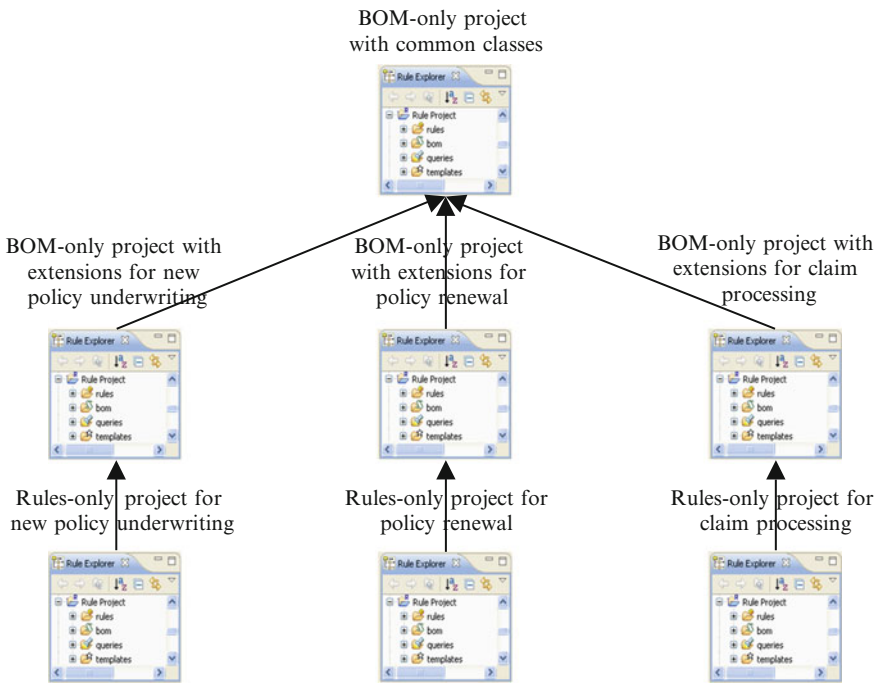 BOM-only project
with common classes
Rule Explorer
Rule Project
rules
bom
queries
templates
BOM-only project with
extensions for new
policy underwriting
BOM-only project
with extensions for
policy renewal
BOM-only project with
extensions for claim
processing
Rule Explorer
Rule Project
rules
bom
queries
templates
Rule Explorer
Rule Project
rules
bom
queries
templates
Rule Explorer
Rule Project
rules
bom
queries
templates
Rules-only project for
new policy underwriting
Rules-only project for
policy renewal
Rules-only project for
claim processing
Rule Explorer
Rule Project
rules
bom
queries
templates
Rule Explorer
Rule Project
rules
bom
queries
templates
Rule Explorer
Rule Project
rules
bom
queries
templates